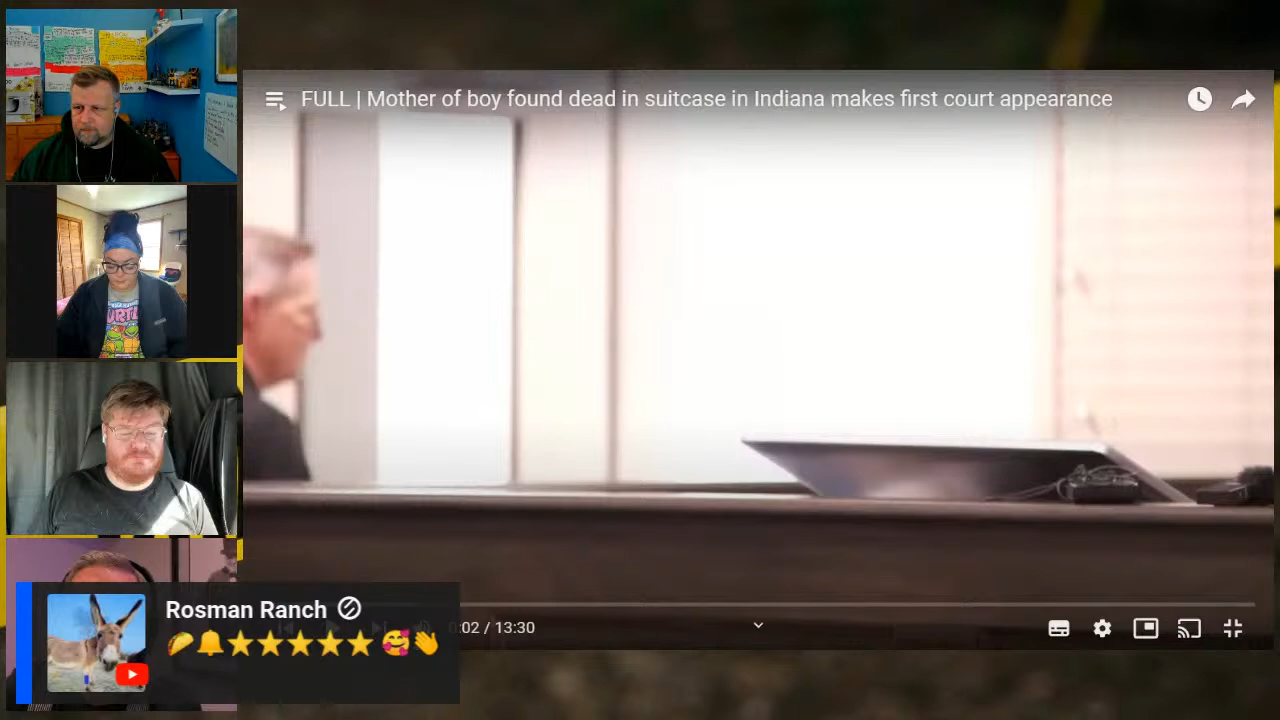 FULL | Mother of boy found dead in suitcase in Indiana makes first court appearance
TURTL
Rosman Ranch
🌮🔔⭐⭐⭐⭐⭐🥰👋
0:02 / 13:30